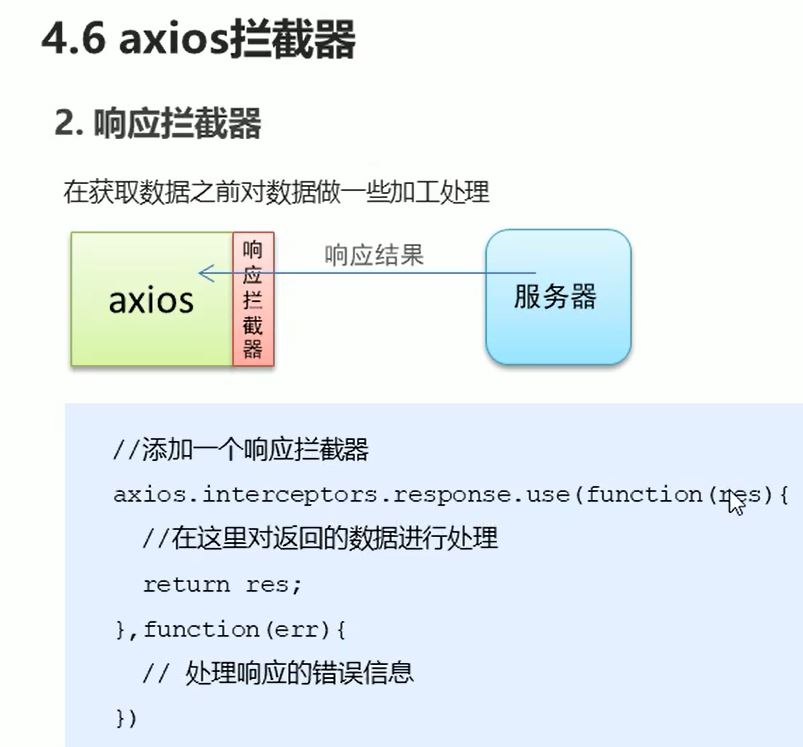 4.6 axios拦截器
2. 响应拦截器
在获取数据之前对数据做一些加工处理
axios
响应拦截器
响应结果
服务器
//添加一个响应拦截器
axios.interceptors.response.use(function(res){
//在这里对返回的数据进行处理
return res;
},function(err){
// 处理响应的错误信息
})